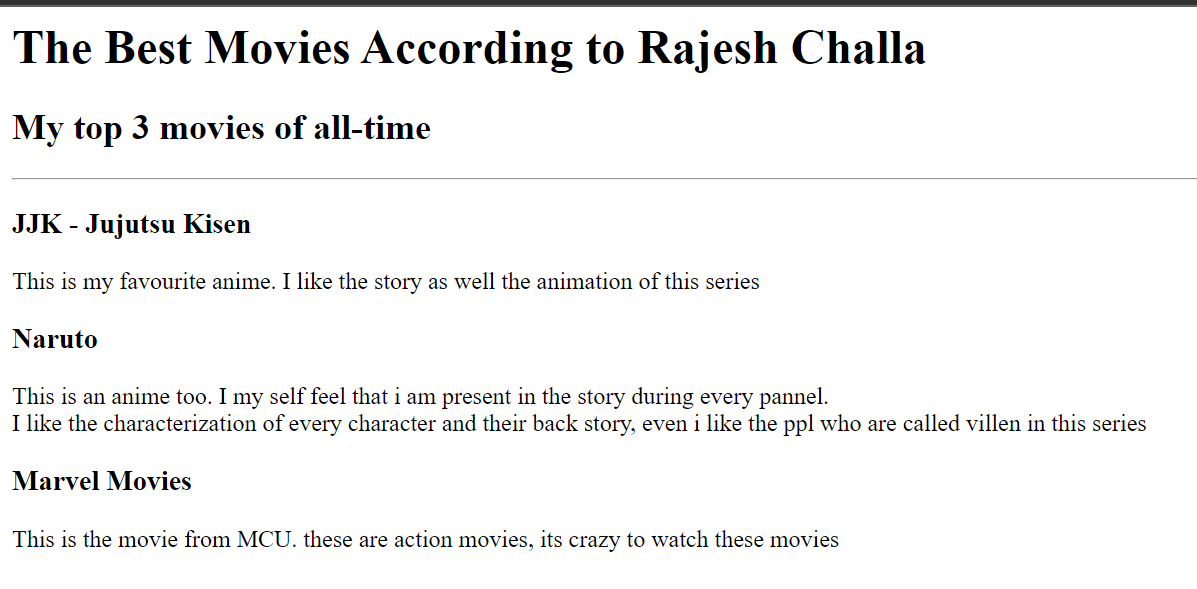 The Best Movies According to Rajesh Challa
My top 3 movies of all-time
JJK - Jujutsu Kisen
This is my favourite anime. I like the story as well the animation of this series
Naruto
This is an anime too. I my self feel that i am present in the story during every pannel.
I like the characterization of every character and their back story, even i like the ppl who are called villen in this series
Marvel Movies
This is the movie from MCU. these are action movies, its crazy to watch these movies